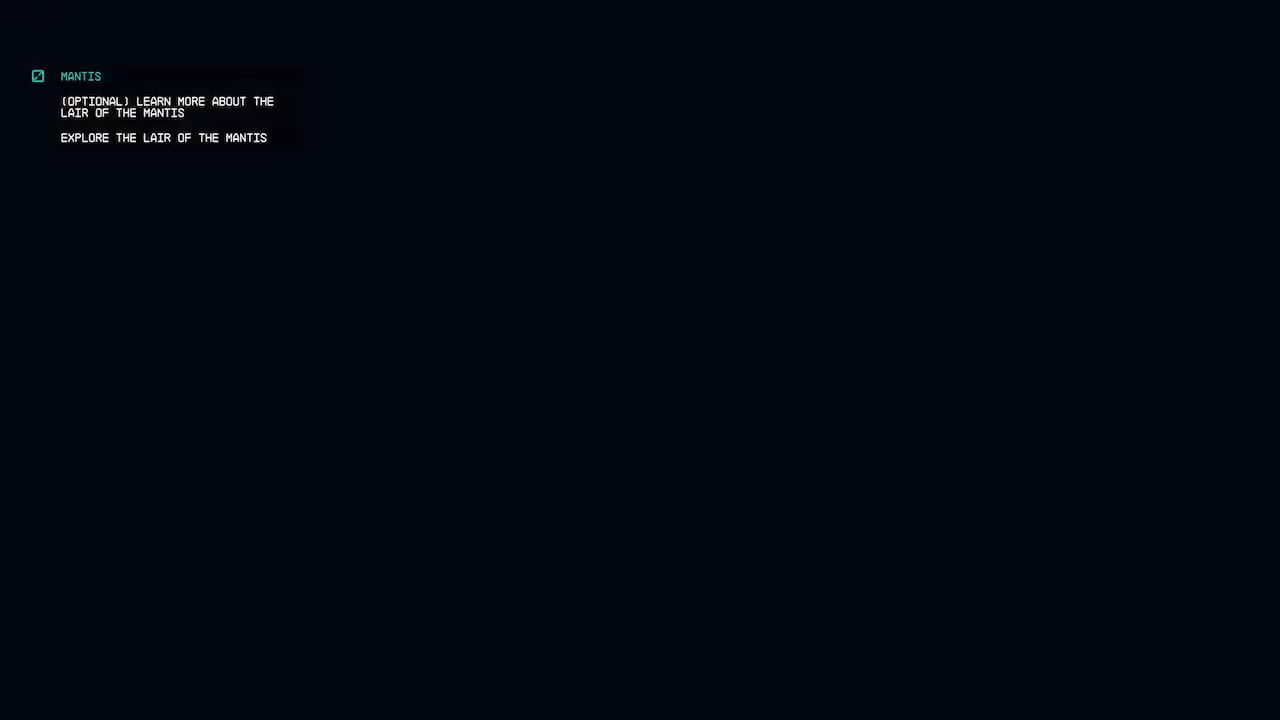 MANTIS
(OPTIONAL) LEARN MORE ABOUT THE
LAIR OF THE MANTIS
EXPLORE THE LAIR OF THE MANTIS